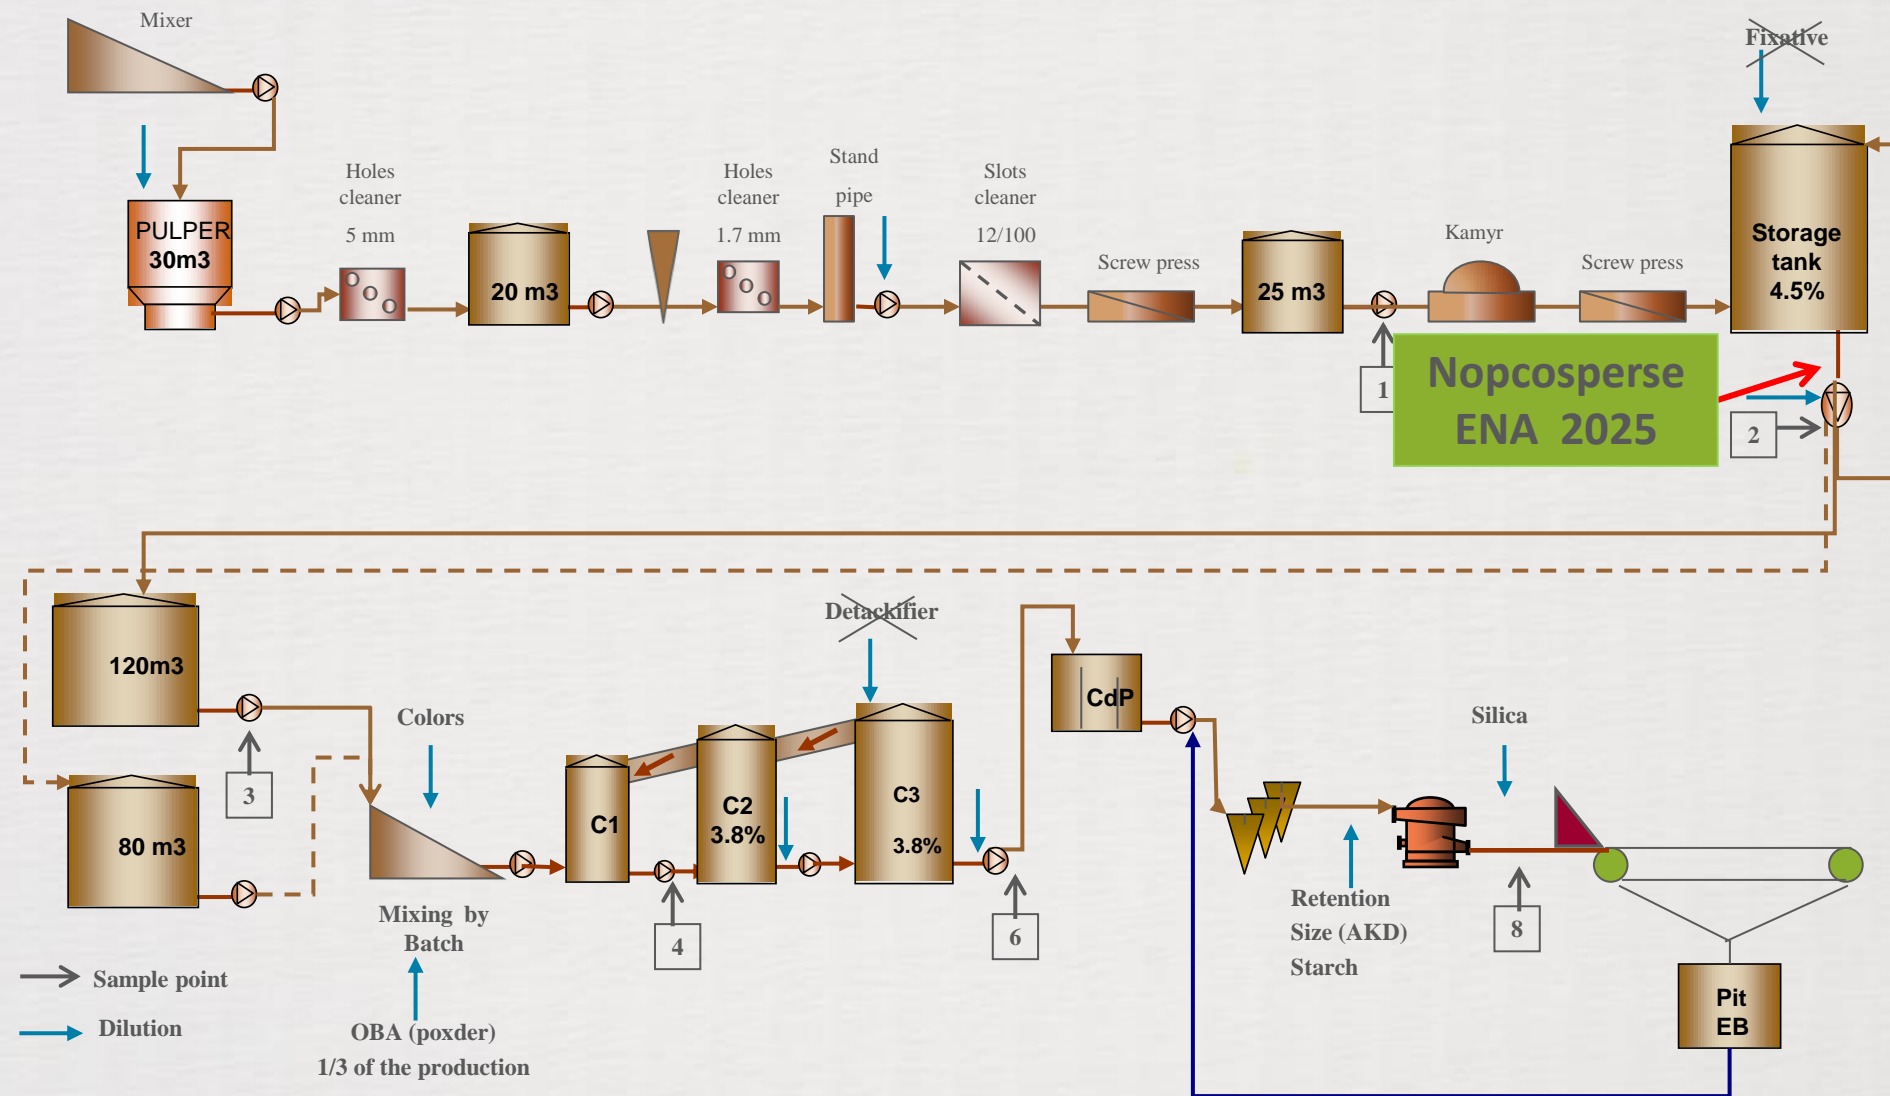 Mixer
Fixative
PULPER
30m3
Holes
cleaner
5 mm
20 m3
Holes
cleaner
1.7 mm
Stand
pipe
Slots
cleaner
12/100
Screw press
25 m3
Kamyr
Screw press
Storage
tank
4.5%
1
Nopcosperse
ENA 2025
2
120m3
3
80 m3
Colors
Mixing by
Batch
OBA (poxder)
1/3 of the production
Detackifier
C1
C2
3.8%
C3
3.8%
4
6
CdP
Silica
Retention
Size (AKD)
Starch
8
Pit
EB
Sample point
Dilution